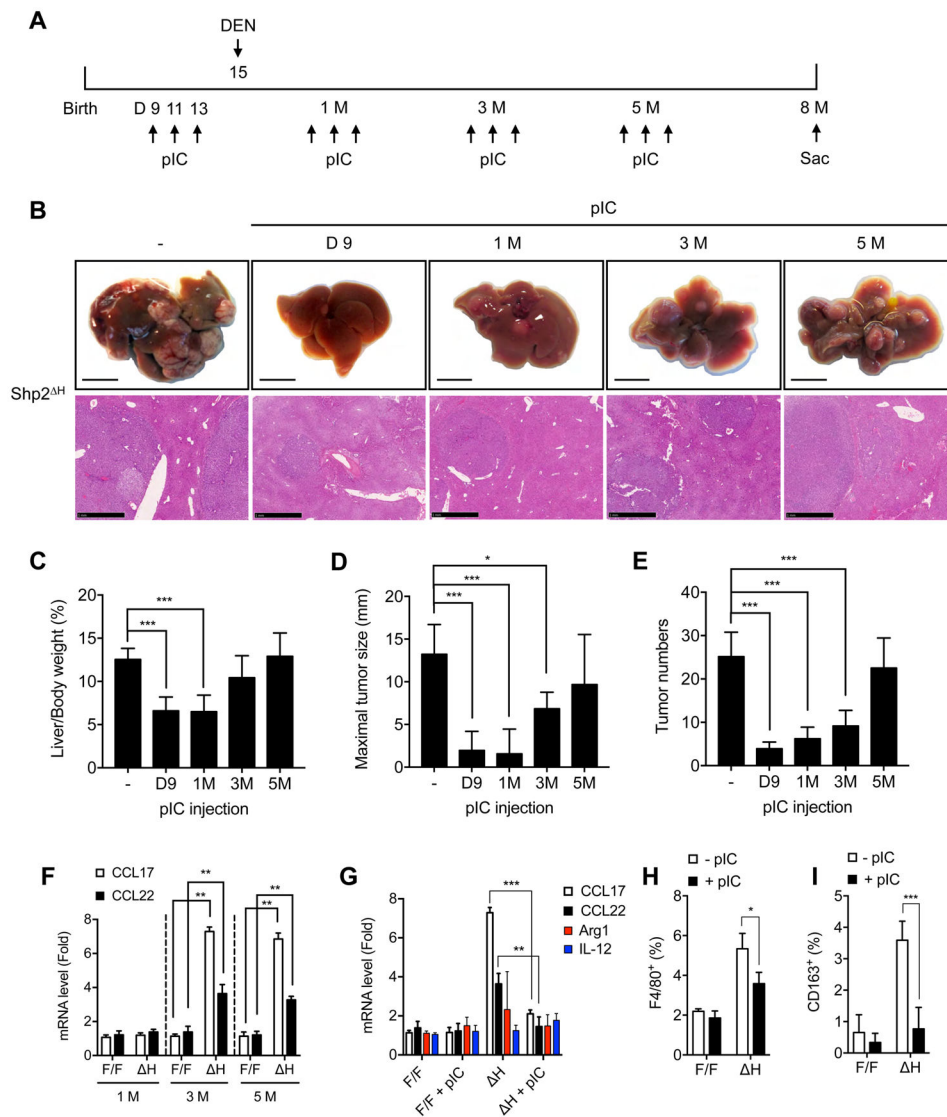 A
DEN
15
Birth D 9 11 13 1 M 3 M 5 M 8 M
pIC pIC pIC pIC Sac
B
pIC
- D 9 1 M 3 M 5 M
Shp2ΔH
C
Liver/Body weight (%)
20
15
10
5
0
*** ***
- D9 1M 3M 5M
pIC injection
D
Maximal tumor size (mm)
20
15
10
5
0
*
***
***
- D9 1M 3M 5M
pIC injection
E
Tumor numbers
40
30
20
10
0
***
***
***
- D9 1M 3M 5M
pIC injection
F
CCL17
CCL22
mRNA level (Fold)
10
8
6
4
2
0
**
**
**
**
F/F ΔH F/F ΔH F/F ΔH
1 M 3 M 5 M
G
CCL17
CCL22
Arg1
IL-12
mRNA level (Fold)
8
6
4
2
0
***
**
F/F F/F + pIC ΔH ΔH + pIC
H
- pIC
+ pIC
F4/80+ (%)
8
6
4
2
0
*
F/F ΔH
I
- pIC
+ pIC
CD163+ (%)
5
4
3
2
1
0
***
F/F ΔH